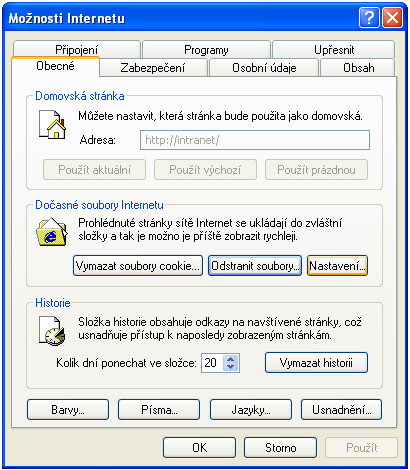 Možnosti Internetu
Připojení Programy Upřesnit
Obecné Zabezpečení Osobní údaje Obsah
Domovská stránka
Můžete nastavit, která stránka bude použita jako domovská.
Adresa: http://intranet/
Použít aktuální Použít výchozí Použít prázdnou
Dočasné soubory Internetu
Prohlédnuté stránky sítě Internet se ukládají do zvláštní
složky a tak je možno je příště zobrazit rychleji.
Vymazat soubory cookie... Odstranit soubory... Nastavení...
Historie
Složka historie obsahuje odkazy na navštívené stránky, což
usnadňuje přístup k naposledy zobrazeným stránkám.
Kolik dní ponechat ve složce: 20 Vymazat historii
Barvy... Písma... Jazyky... Usnadnění...
OK Storno Použít